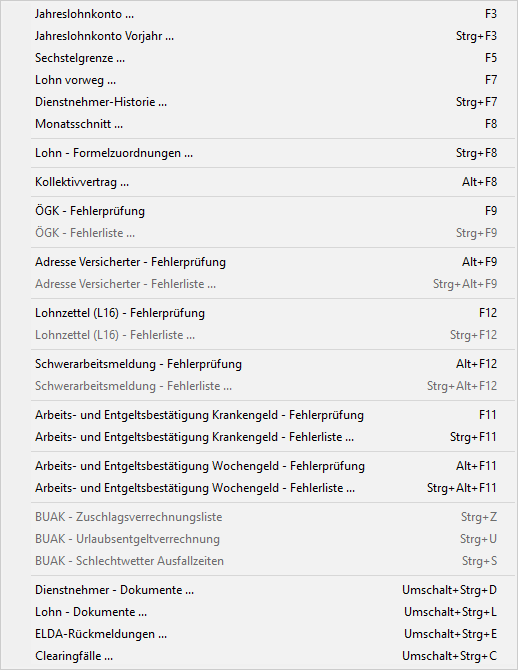 Jahreslohnkonto ... F3
Jahreslohnkonto Vorjahr ... Strg+F3
Sechstelgrenze ... F5
Lohn vorweg ... F7
Dienstnehmer-Historie ... Strg+F7
Monatsschnitt ... F8
Lohn - Formelzuordnungen ... Strg+F8
Kollektivvertrag ... Alt+F8
ÖGK - Fehlerprüfung F9
ÖGK - Fehlerliste ... Strg+F9
Adresse Versicherter - Fehlerprüfung Alt+F9
Adresse Versicherter - Fehlerliste ... Strg+Alt+F9
Lohnzettel (L16) - Fehlerprüfung F12
Lohnzettel (L16) - Fehlerliste ... Strg+F12
Schwerarbeitsmeldung - Fehlerprüfung Alt+F12
Schwerarbeitsmeldung - Fehlerliste ... Strg+Alt+F12
Arbeits- und Entgeltsbestätigung Krankengeld - Fehlerprüfung F11
Arbeits- und Entgeltsbestätigung Krankengeld - Fehlerliste ... Strg+F11
Arbeits- und Entgeltsbestätigung Wochengeld - Fehlerprüfung Alt+F11
Arbeits- und Entgeltsbestätigung Wochengeld - Fehlerliste ... Strg+Alt+F11
BUAK - Zuschlagsverrechnungsliste Strg+Z
BUAK - Urlaubsentgeltverrechnung Strg+U
BUAK - Schlechtwetter Ausfallzeiten Strg+S
Dienstnehmer - Dokumente ... Umschalt+Strg+D
Lohn - Dokumente ... Umschalt+Strg+L
ELDA-Rückmeldungen ... Umschalt+Strg+E
Clearingfälle ... Umschalt+Strg+C